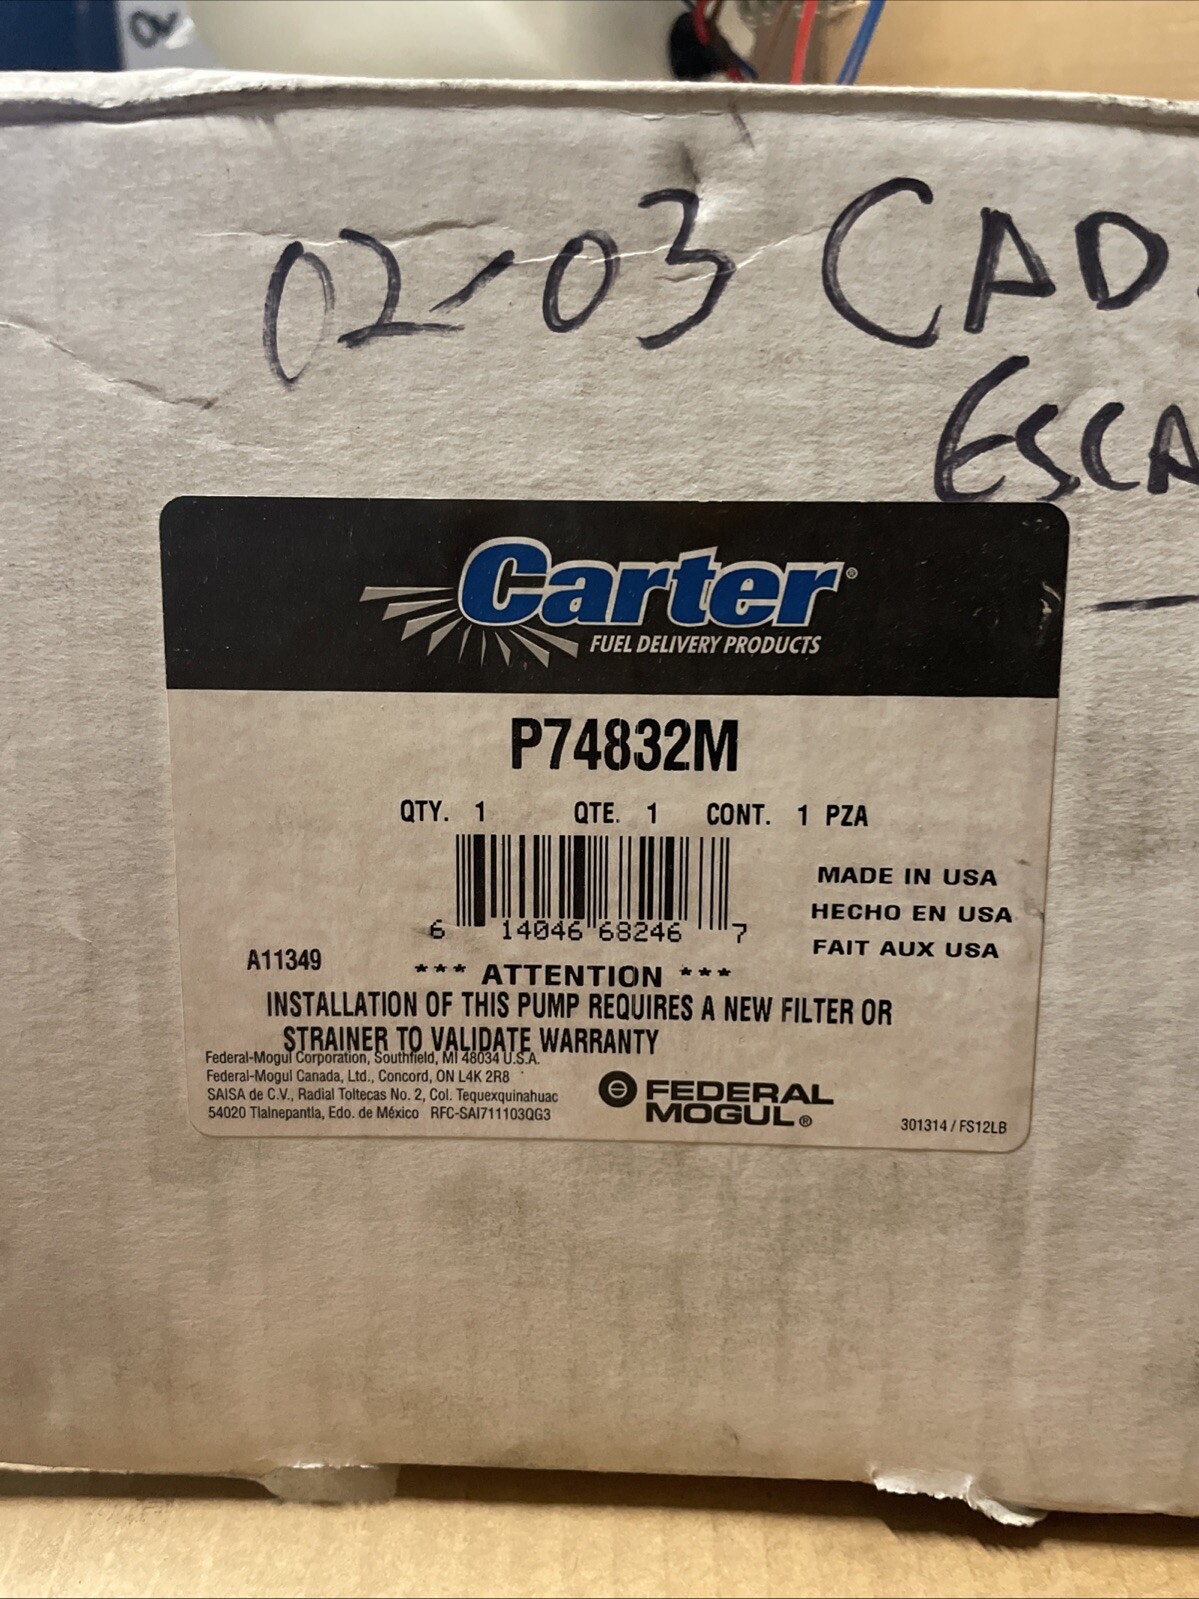 02-03 CAD.
ESCA
Carter®
FUEL DELIVERY PRODUCTS
P74832M
QTY. 1 QTE. 1 CONT. 1 PZA
MADE IN USA
HECHO EN USA
FAIT AUX USA
6 14046 68246 7
A11349
*** ATTENTION ***
INSTALLATION OF THIS PUMP REQUIRES A NEW FILTER OR
STRAINER TO VALIDATE WARRANTY
Federal-Mogul Corporation, Southfield, MI 48034 U.S.A.
Federal-Mogul Canada, Ltd., Concord, ON L4K 2R8
SAISA de C.V., Radial Toltecas No. 2, Col. Tequexquinahuac
54020 Tlalnepantla, Edo. de México RFC-SAI711103QG3
FEDERAL
MOGUL®
301314 / FS12LB